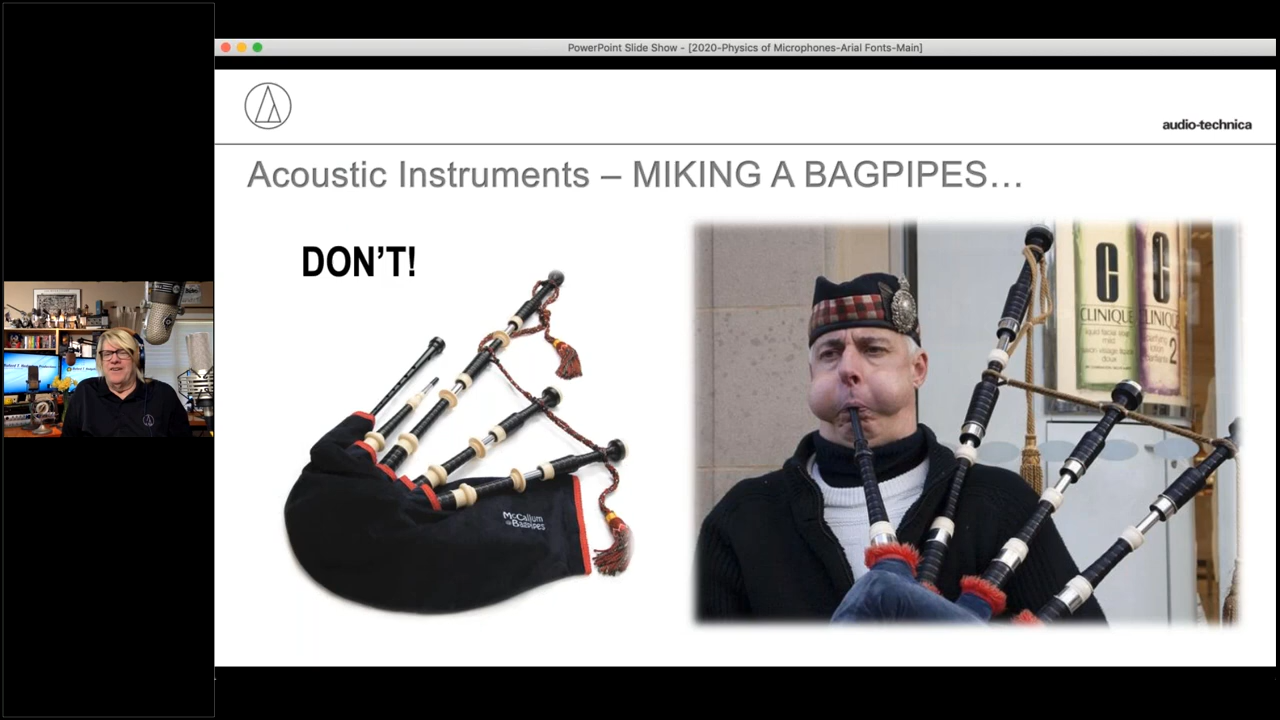 PowerPoint Slide Show - [2020-Physics of Microphones-Arial Fonts-Main]
audio-technica
Acoustic Instruments – MIKING A BAGPIPES…
DON'T!
McCallum
Bagpipes
CLINIQUE
CLINIQUE
2